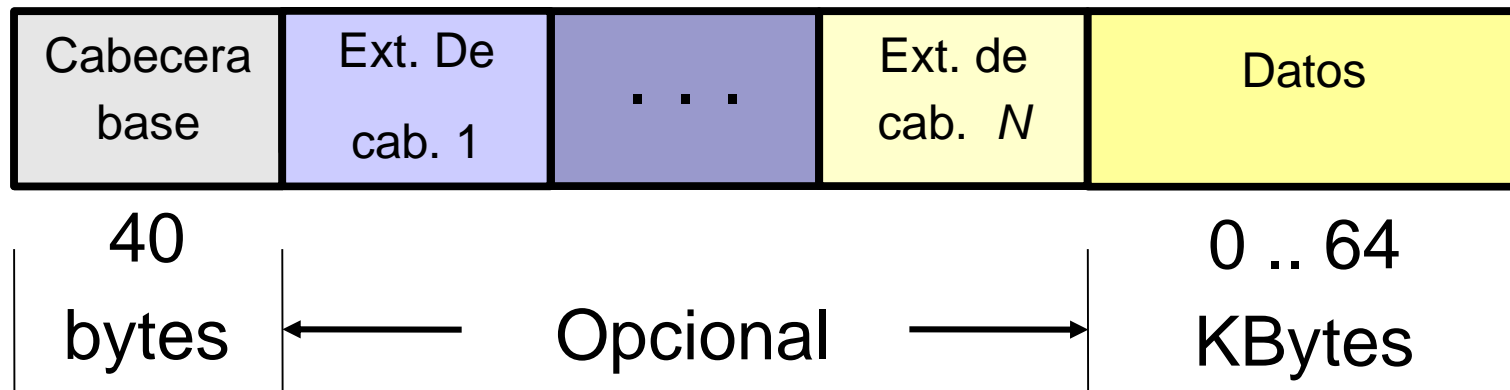 Cabecera
base
Ext. De
cab. 1
. . .
Ext. de
cab. N
Datos
40
bytes
Opcional
0 .. 64
KBytes